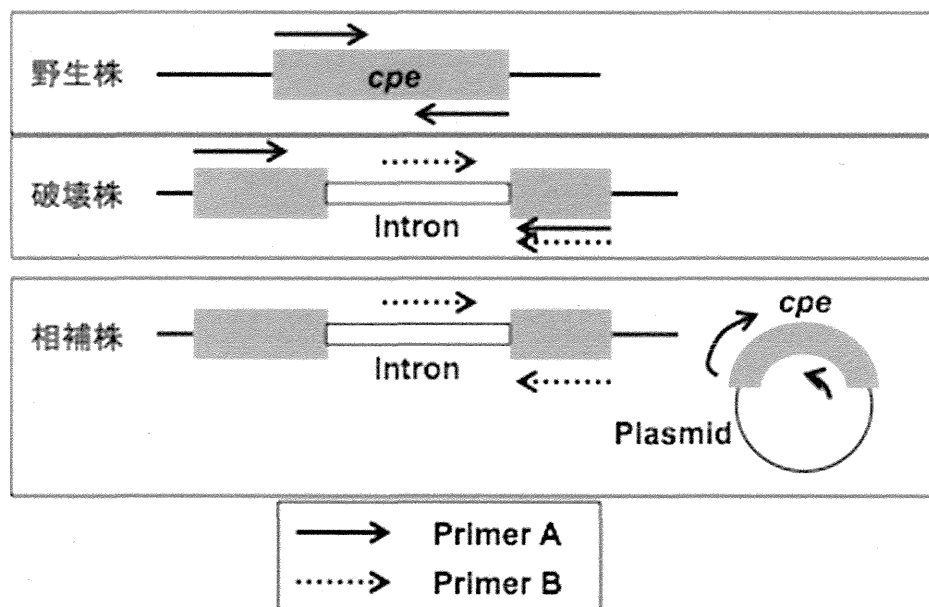 野生株
cpe
破壊株
Intron
相補株
Intron
cpe
Plasmid
Primer A
Primer B